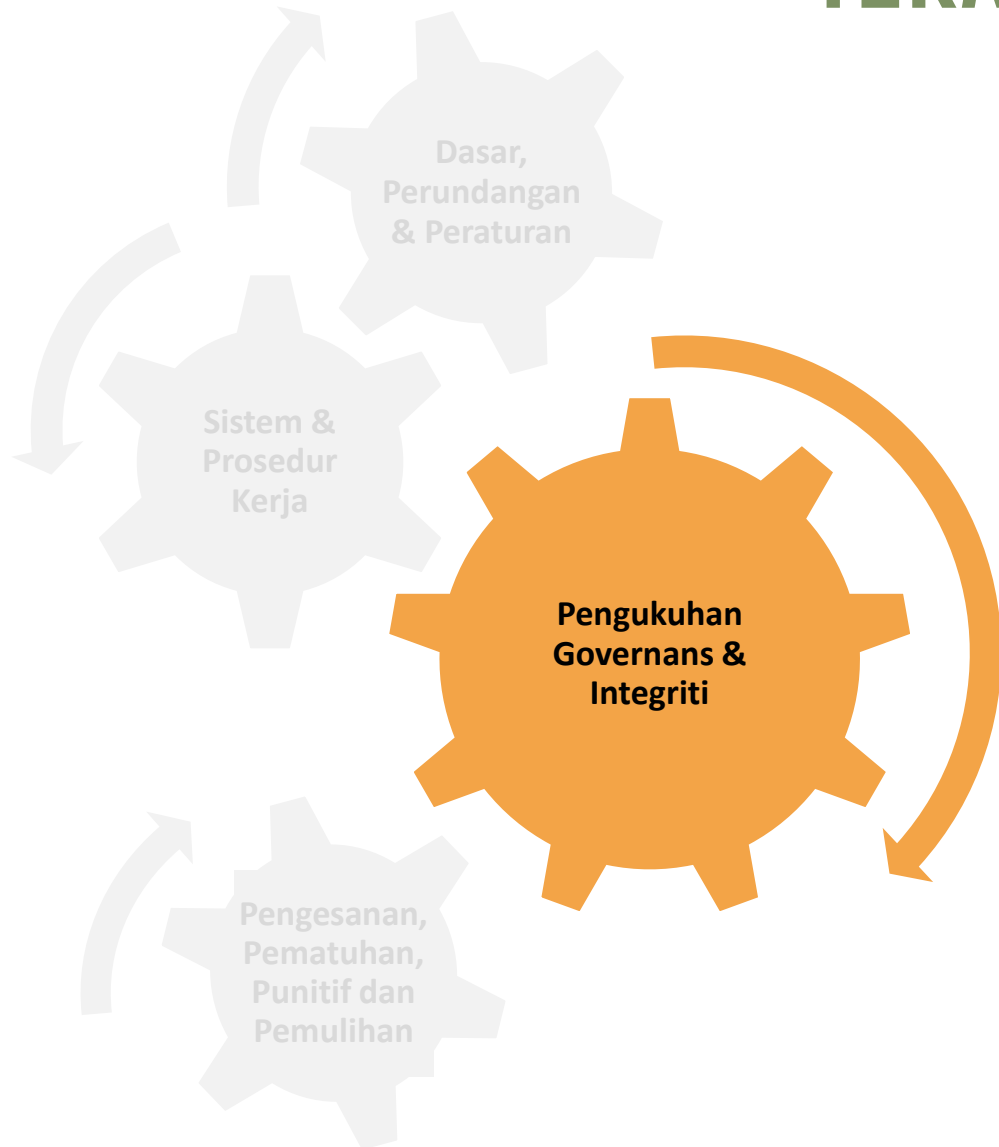 Dasar,
Perundangan
& Peraturan
Sistem &
Prosedur
Kerja
Pengukuhan
Governans &
Integriti
Pengesanan,
Pematuhan,
Punitif dan
Pemulihan